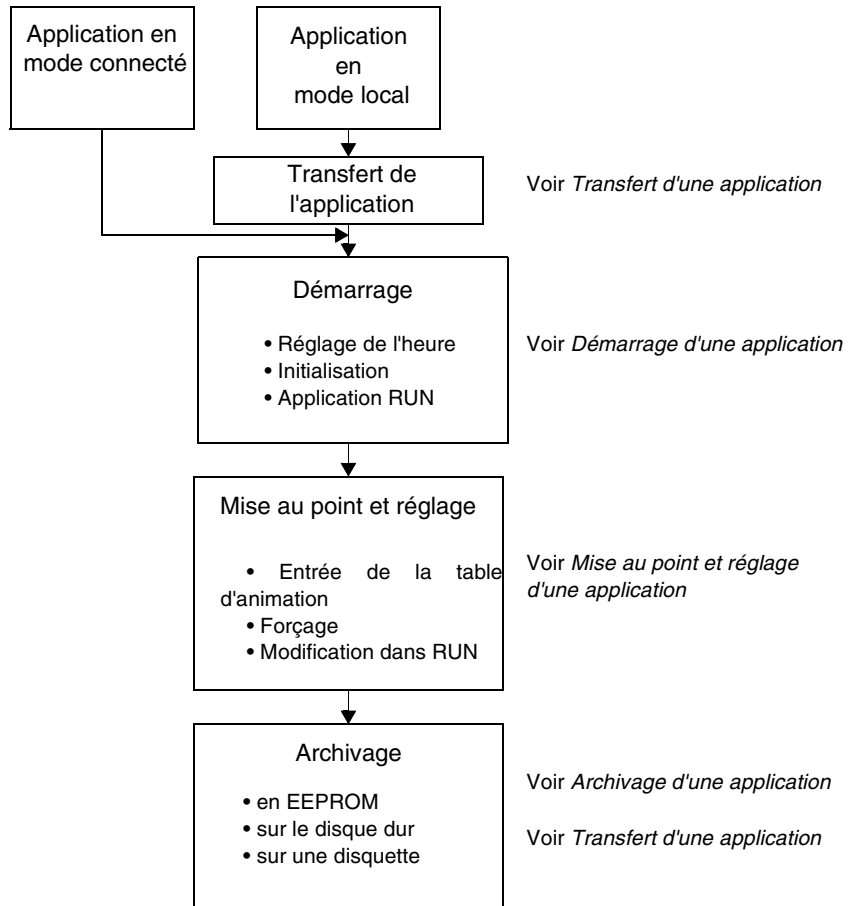 Application en
mode connecté
Application
en
mode local
Transfert de
l'application
Voir Transfert d'une application
Démarrage
• Réglage de l'heure
• Initialisation
• Application RUN
Voir Démarrage d'une application
Mise au point et réglage
• Entrée de la table
d'animation
• Forçage
• Modification dans RUN
Voir Mise au point et réglage
d'une application
Archivage
• en EEPROM
• sur le disque dur
• sur une disquette
Voir Archivage d'une application
Voir Transfert d'une application